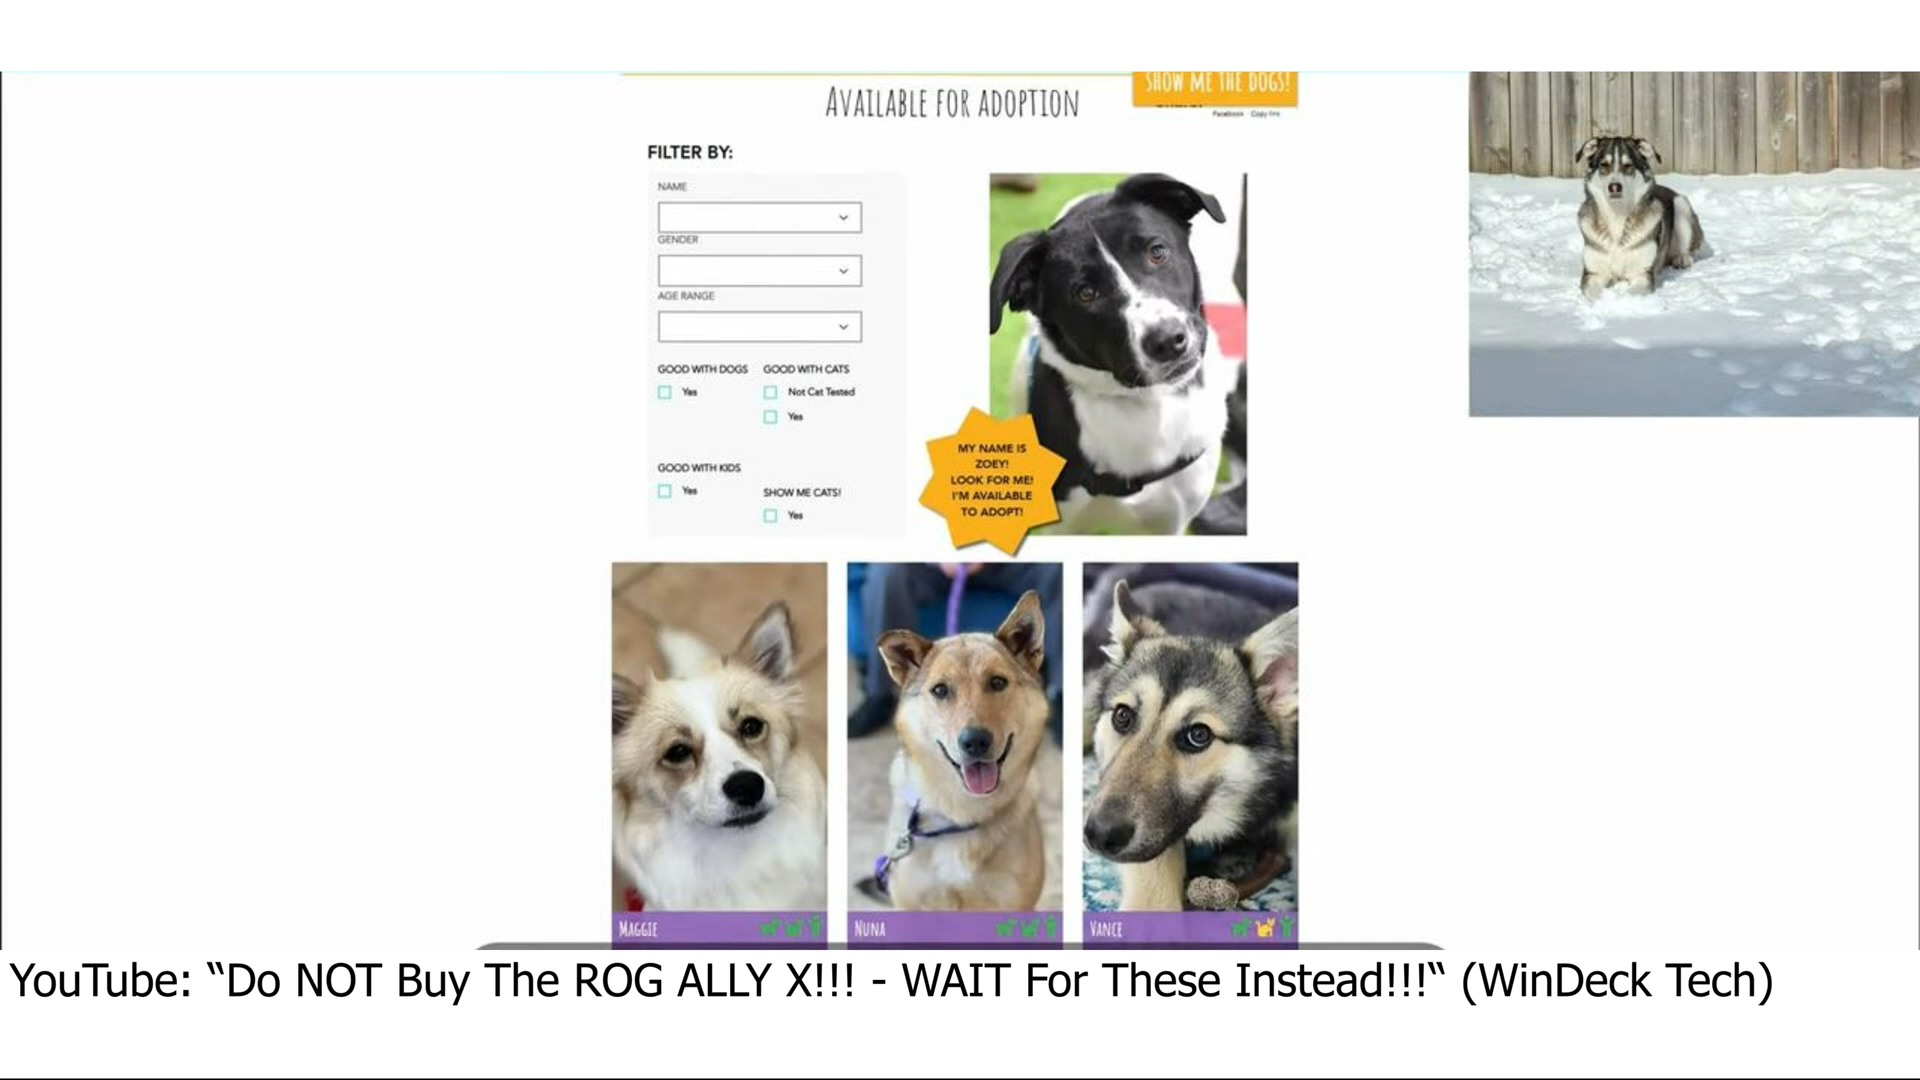 SHOW ME THE DOGS!
AVAILABLE FOR ADOPTION
Facebook Copy link
FILTER BY:
NAME
GENDER
AGE RANGE
GOOD WITH DOGS GOOD WITH CATS
Yes Not Cat Tested
Yes
GOOD WITH KIDS
Yes SHOW ME CATS!
Yes
MY NAME IS
ZOEY!
LOOK FOR ME!
I'M AVAILABLE
TO ADOPT!
MAGGIE NUNA VANCE
YouTube: “Do NOT Buy The ROG ALLY X!!! - WAIT For These Instead!!!“ (WinDeck Tech)